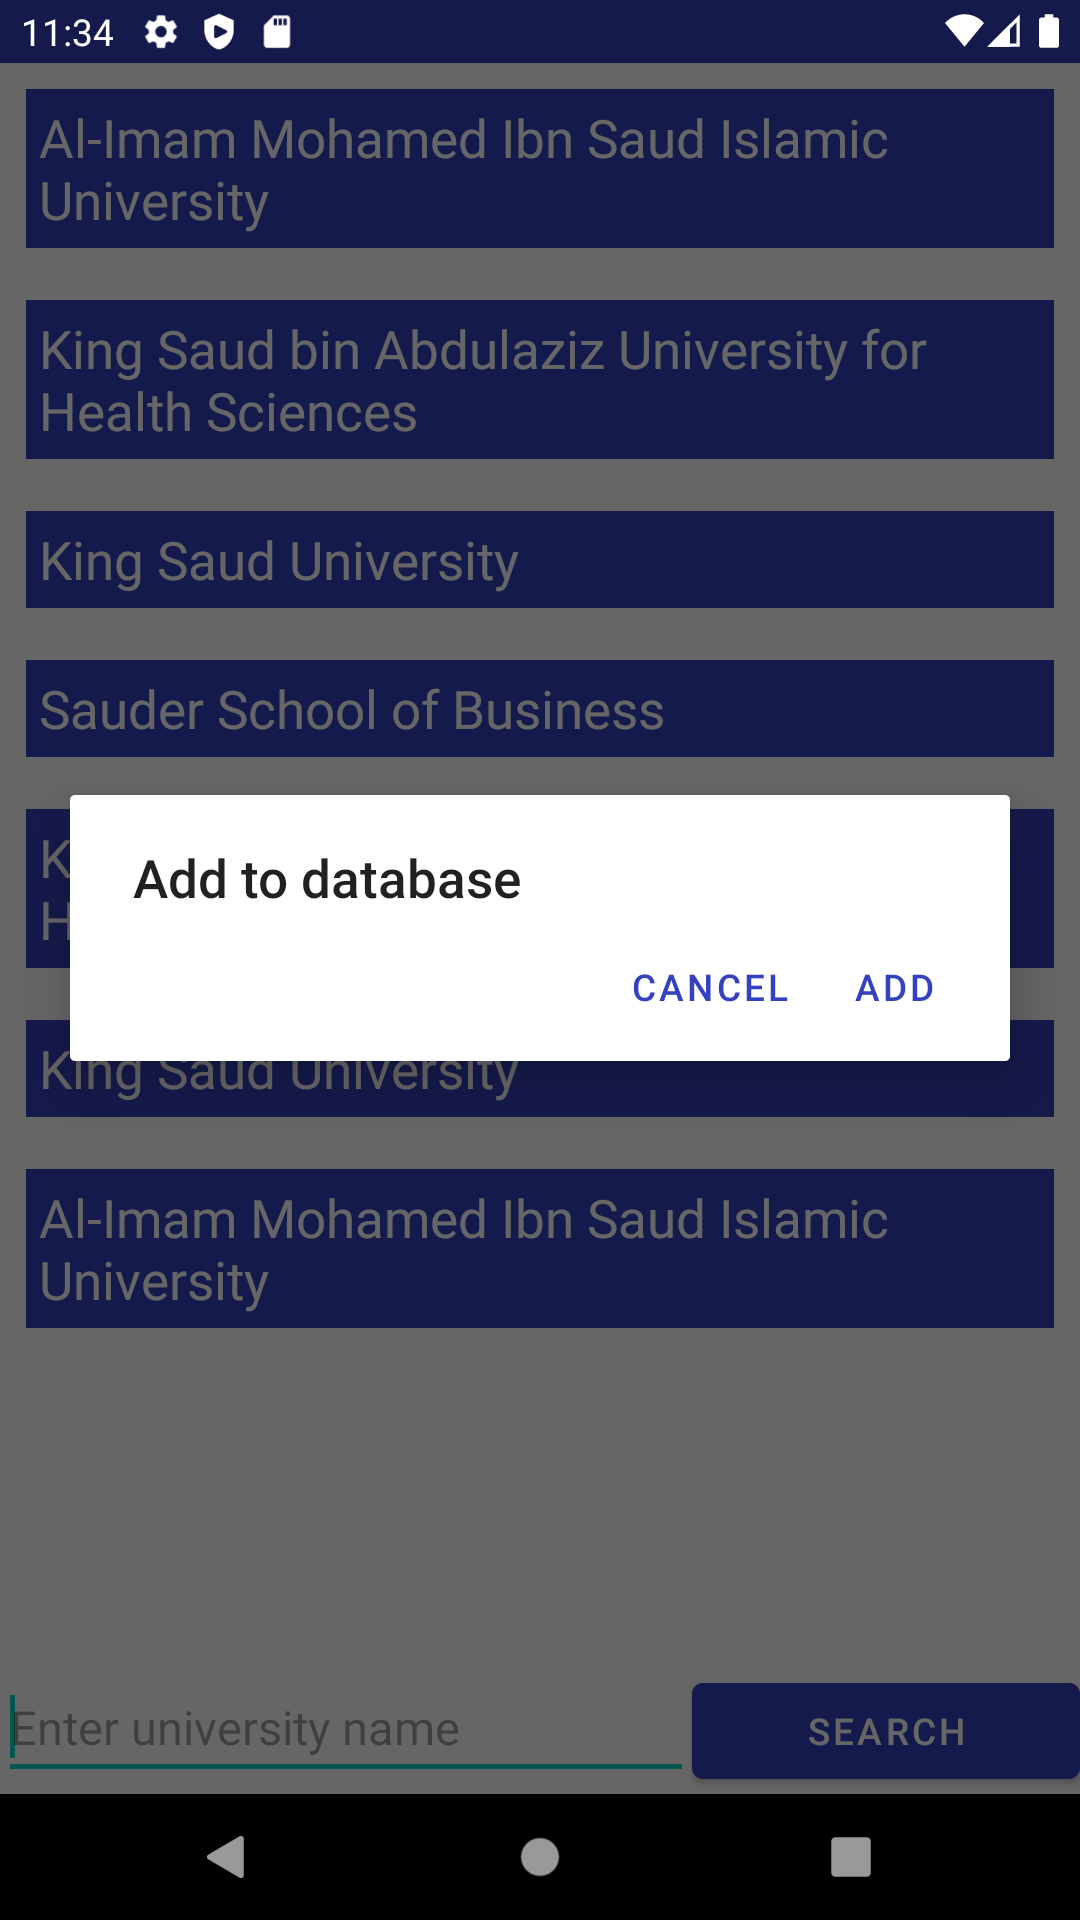 11:34
Al-Imam Mohamed Ibn Saud Islamic
University
King Saud bin Abdulaziz University for
Health Sciences
King Saud University
Sauder School of Business
K
H
Add to database
CANCEL ADD
King Saud University
Al-Imam Mohamed Ibn Saud Islamic
University
Enter university name
SEARCH